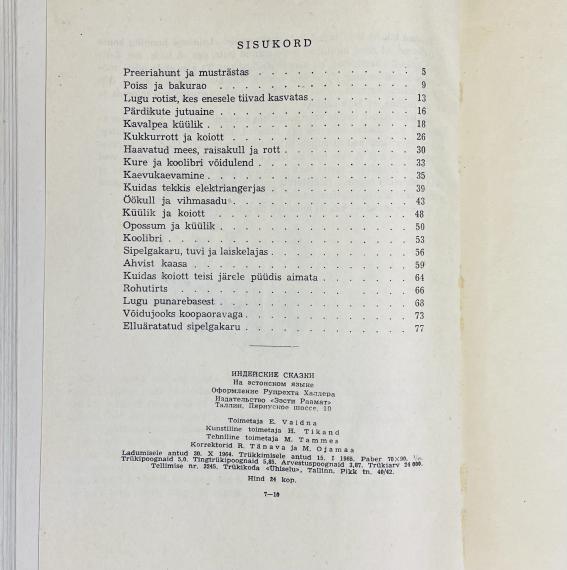 SISUKORD
Preeriahunt ja musträstas . . . . . . . . . . . . 5
Poiss ja bakurao . . . . . . . . . . . . . . . 9
Lugu rotist, kes enesele tiivad kasvatas . . . . . . . . 13
Pärdikute jutuaine . . . . . . . . . . . . . . 16
Kavalpea küülik . . . . . . . . . . . . . . . 18
Kukkurrott ja koiott . . . . . . . . . . . . . . 26
Haavatud mees, raisakull ja rott . . . . . . . . . . 30
Kure ja koolibri võidulend . . . . . . . . . . . . 33
Kaevukaevamine . . . . . . . . . . . . . . . 35
Kuidas tekkis elektriangerjas . . . . . . . . . . . 39
Öökull ja vihmasadu . . . . . . . . . . . . . . 43
Küülik ja koiott . . . . . . . . . . . . . . . 48
Opossum ja küülik . . . . . . . . . . . . . . 50
Koolibri . . . . . . . . . . . . . . . . . 53
Sipelgakaru, tuvi ja laiskelajas . . . . . . . . . . . 56
Ahvist kaasa . . . . . . . . . . . . . . . . 59
Kuidas koiott teisi järele püüdis aimata . . . . . . . . 64
Rohutirts . . . . . . . . . . . . . . . . . 66
Lugu punarebasest . . . . . . . . . . . . . . 68
Võidujooks koopaoravaga . . . . . . . . . . . . 73
Elluäratatud sipelgakaru . . . . . . . . . . . . 77
ИНДЕЙСКИЕ СКАЗКИ
На эстонском языке
Оформление Рупрехта Халлера
Издательство «Ээсти Раамат»
Таллин, Пярнуское шоссе, 10
Toimetaja E. Vaidna
Kunstiline toimetaja H. Tikand
Tehniline toimetaja M. Tammes
Korrektorid R. Tänava ja M. Ojamaa
Ladumisele antud 30. X 1964. Trükkimisele antud 15. I 1965. Paber 70×90.
Trükipoognaid 5,0. Tingtrükipoognaid 5,85. Arvestuspoognaid 3,87. Trükiarv 24 000.
Tellimise nr. 3245. Trükikoda «Ühiselu», Tallinn, Pikk tn. 40/42.
Hind 24 kop.
7—10